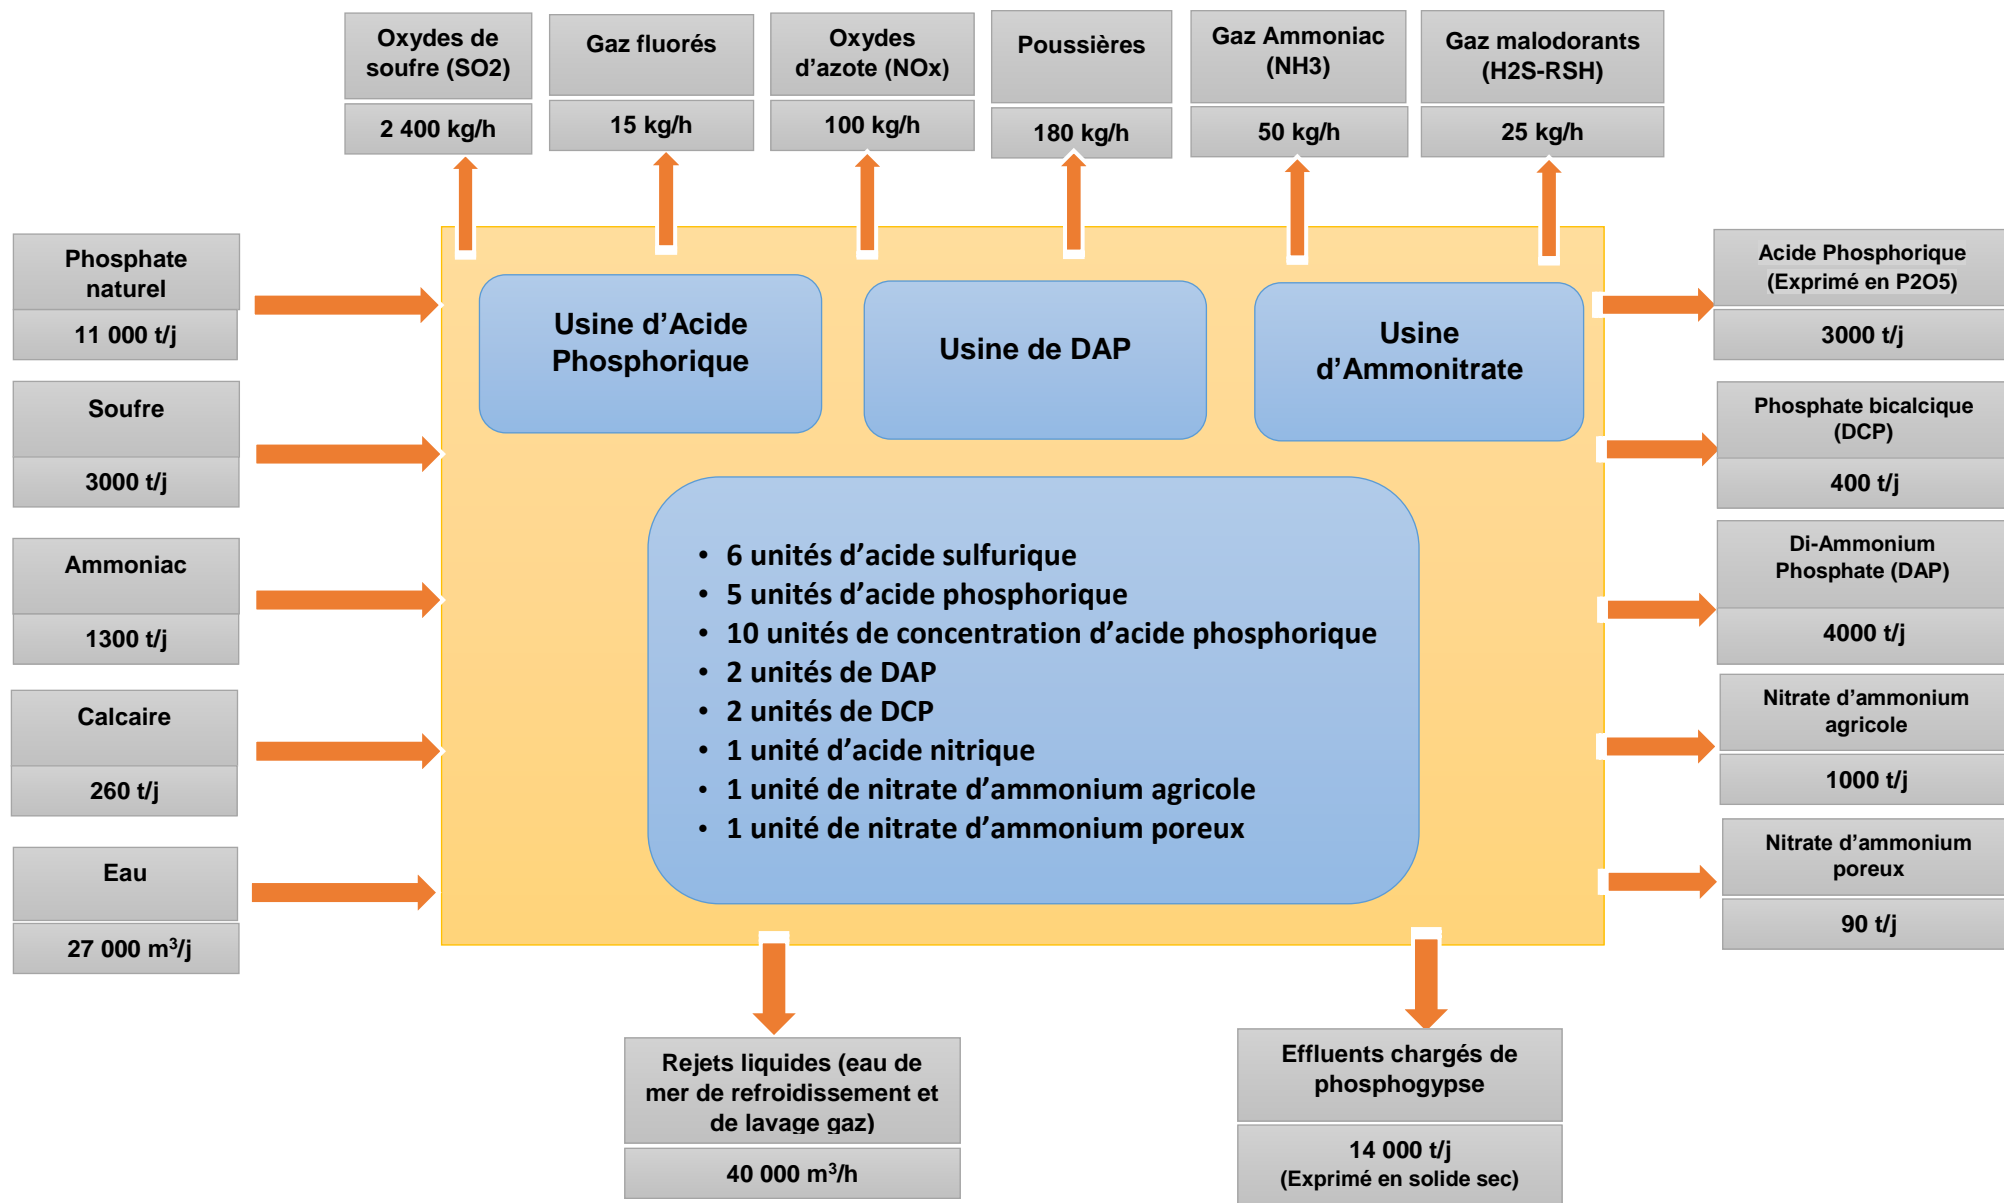 Oxydes de
soufre (SO2)
2 400 kg/h
Gaz fluorés
15 kg/h
Oxydes
d’azote (NOx)
100 kg/h
Poussières
180 kg/h
Gaz Ammoniac
(NH3)
50 kg/h
Gaz malodorants
(H2S-RSH)
25 kg/h
Phosphate
naturel
11 000 t/j
Soufre
3000 t/j
Ammoniac
1300 t/j
Calcaire
260 t/j
Eau
27 000 m³/j
Usine d’Acide
Phosphorique
Usine de DAP
Usine
d’Ammonitrate
• 6 unités d’acide sulfurique
• 5 unités d’acide phosphorique
• 10 unités de concentration d’acide phosphorique
• 2 unités de DAP
• 2 unités de DCP
• 1 unité d’acide nitrique
• 1 unité de nitrate d’ammonium agricole
• 1 unité de nitrate d’ammonium poreux
Acide Phosphorique
(Exprimé en P2O5)
3000 t/j
Phosphate bicalcique
(DCP)
400 t/j
Di-Ammonium
Phosphate (DAP)
4000 t/j
Nitrate d’ammonium
agricole
1000 t/j
Nitrate d’ammonium
poreux
90 t/j
Rejets liquides (eau de
mer de refroidissement et
de lavage gaz)
40 000 m³/h
Effluents chargés de
phosphogypse
14 000 t/j
(Exprimé en solide sec)